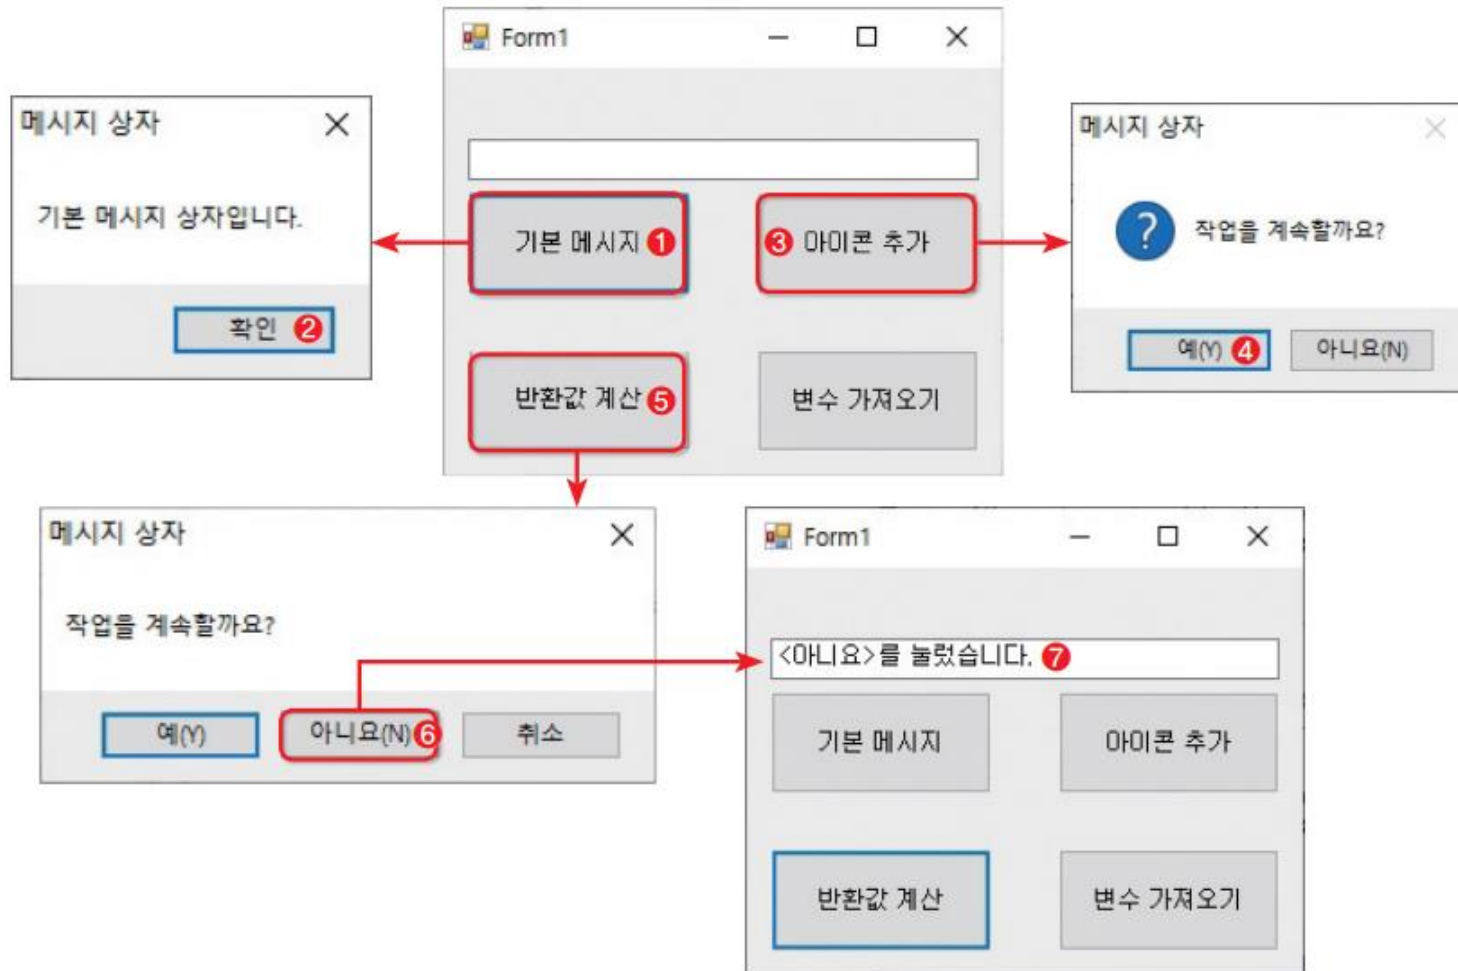 Form1
메시지 상자
기본 메시지 상자입니다.
확인 ❷
기본 메시지 ❶
❸ 아이콘 추가
반환값 계산 ❺
변수 가져오기
메시지 상자
? 작업을 계속할까요?
예(Y) ❹
아니요(N)
메시지 상자
작업을 계속할까요?
예(Y)
아니요(N) ❻
취소
Form1
<아니요>를 눌렀습니다. ❼
기본 메시지
아이콘 추가
반환값 계산
변수 가져오기